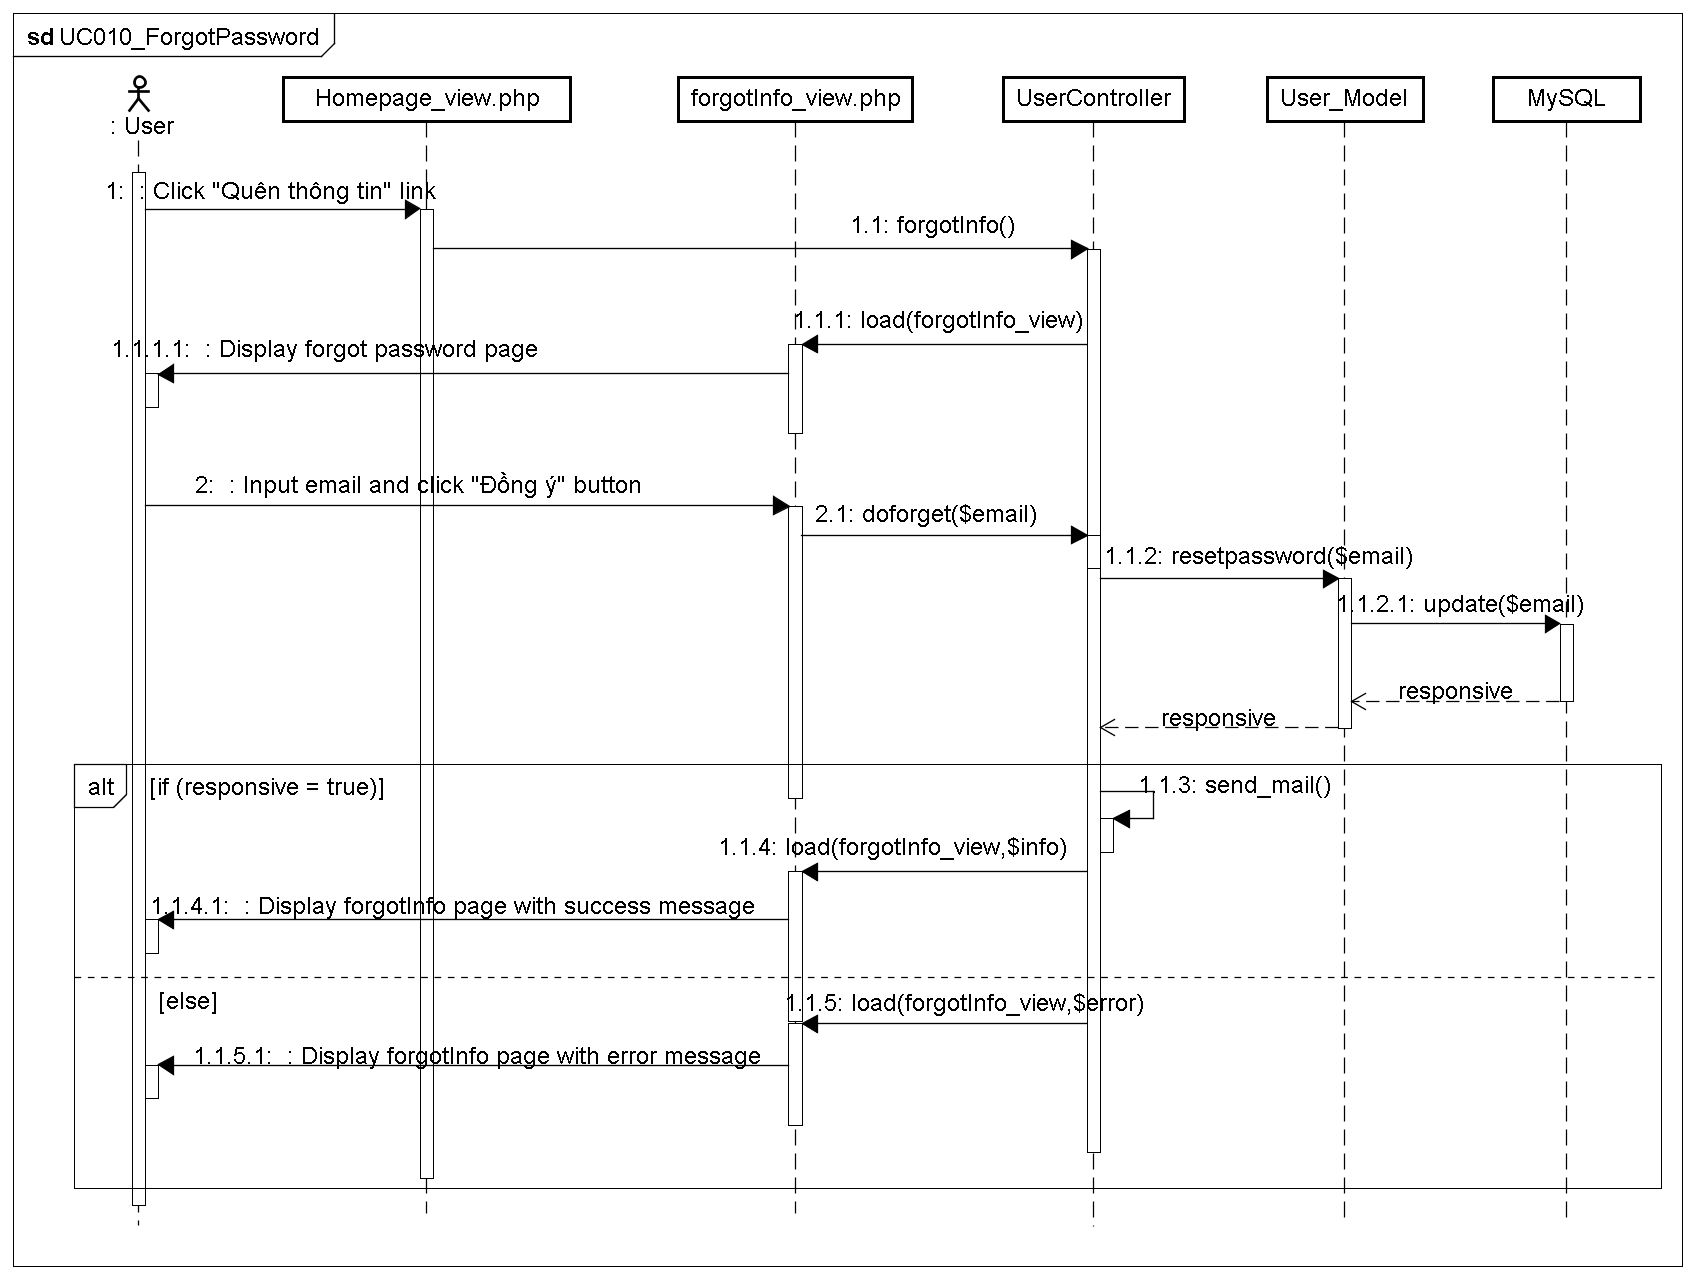 sd UC010_ForgotPassword
: User
Homepage_view.php
forgotInfo_view.php
UserController
User_Model
MySQL
1:  : Click "Quên thông tin" link
1.1: forgotInfo()
1.1.1: load(forgotInfo_view)
1.1.1.1:  : Display forgot password page
2:  : Input email and click "Đồng ý" button
2.1: doforget($email)
1.1.2: resetpassword($email)
1.1.2.1: update($email)
responsive
responsive
alt
[if (responsive = true)]
1.1.3: send_mail()
1.1.4: load(forgotInfo_view,$info)
1.1.4.1:  : Display forgotInfo page with success message
[else]
1.1.5: load(forgotInfo_view,$error)
1.1.5.1:  : Display forgotInfo page with error message